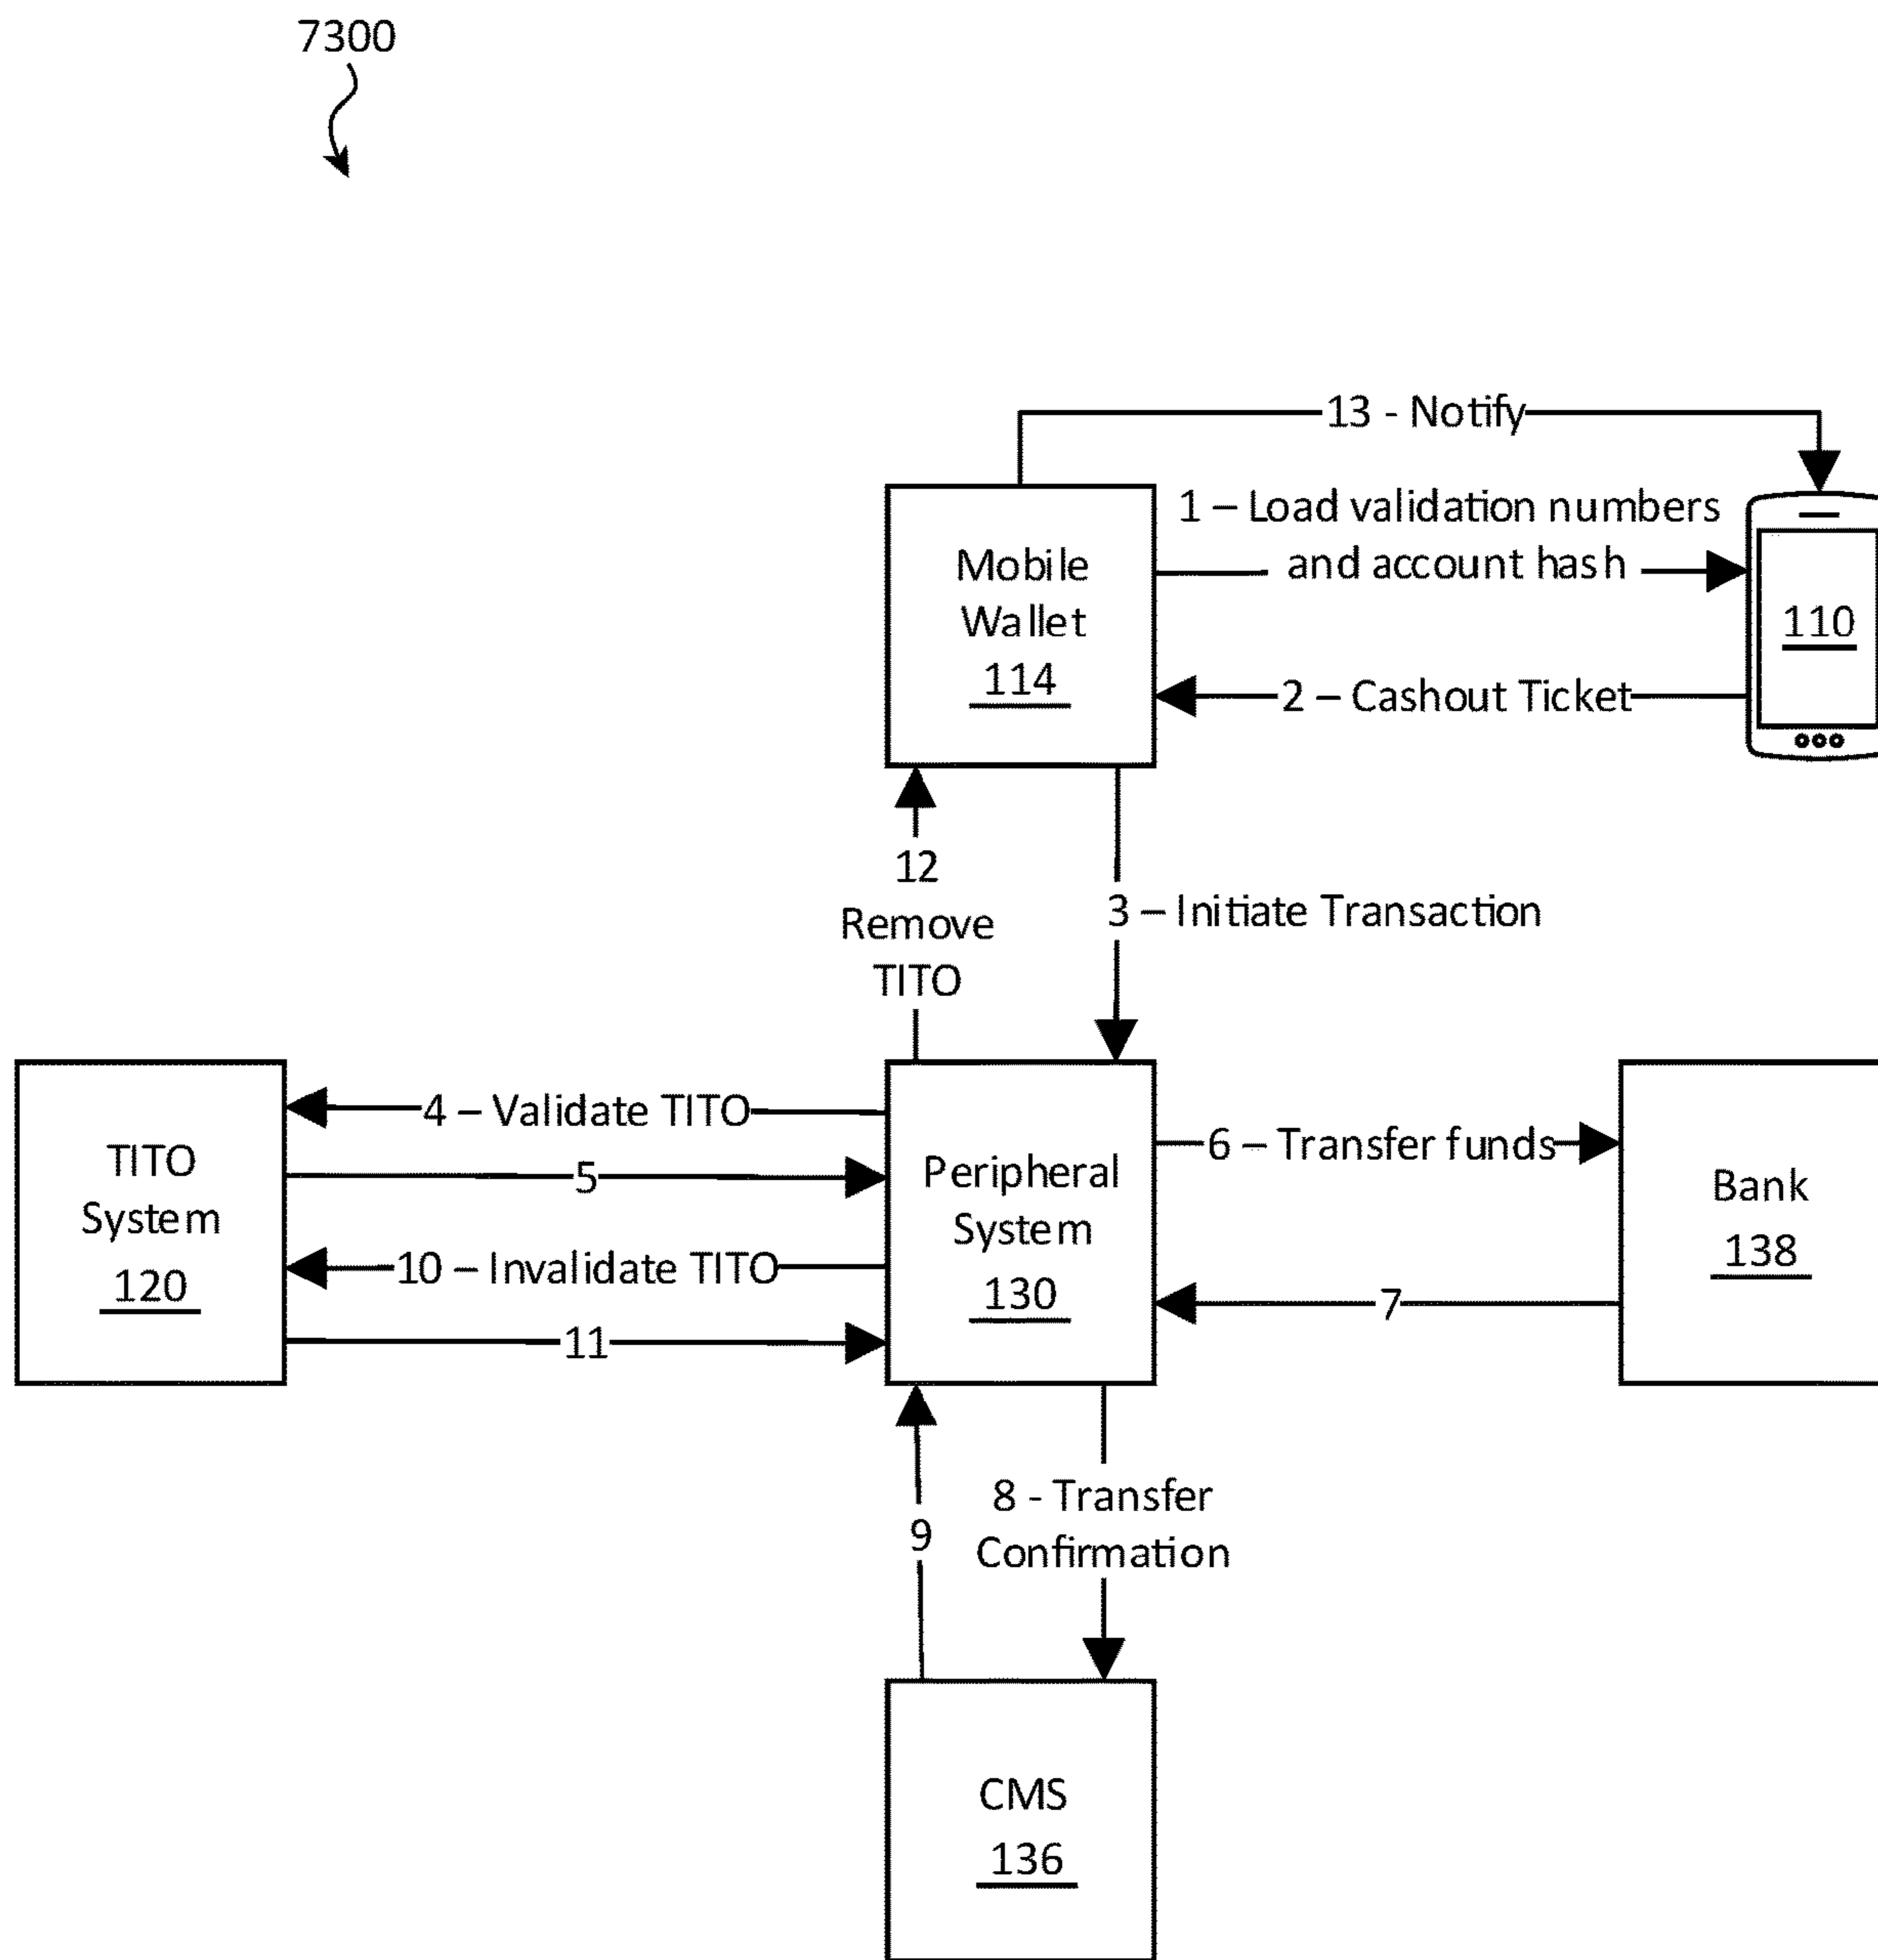 7300
13 - Notify
1 – Load validation numbers
and account hash
Mobile
Wallet
114
110
2 – Cashout Ticket
12
Remove
TITO
3 – Initiate Transaction
4 – Validate TITO
5
10 – Invalidate TITO
11
TITO
System
120
Peripheral
System
130
6 – Transfer funds
7
Bank
138
9
8 - Transfer
Confirmation
CMS
136